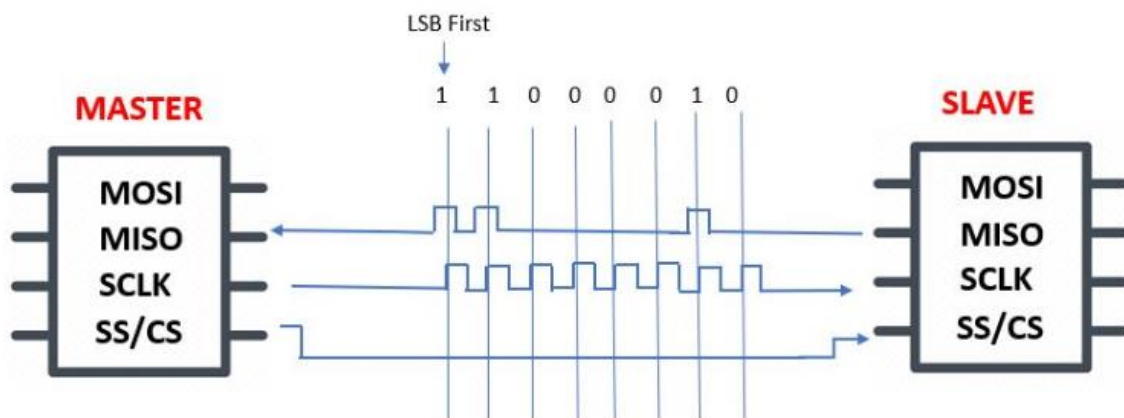 LSB First
1 1 0 0 0 0 1 0
MASTER
SLAVE
MOSI
MISO
SCLK
SS/CS
MOSI
MISO
SCLK
SS/CS